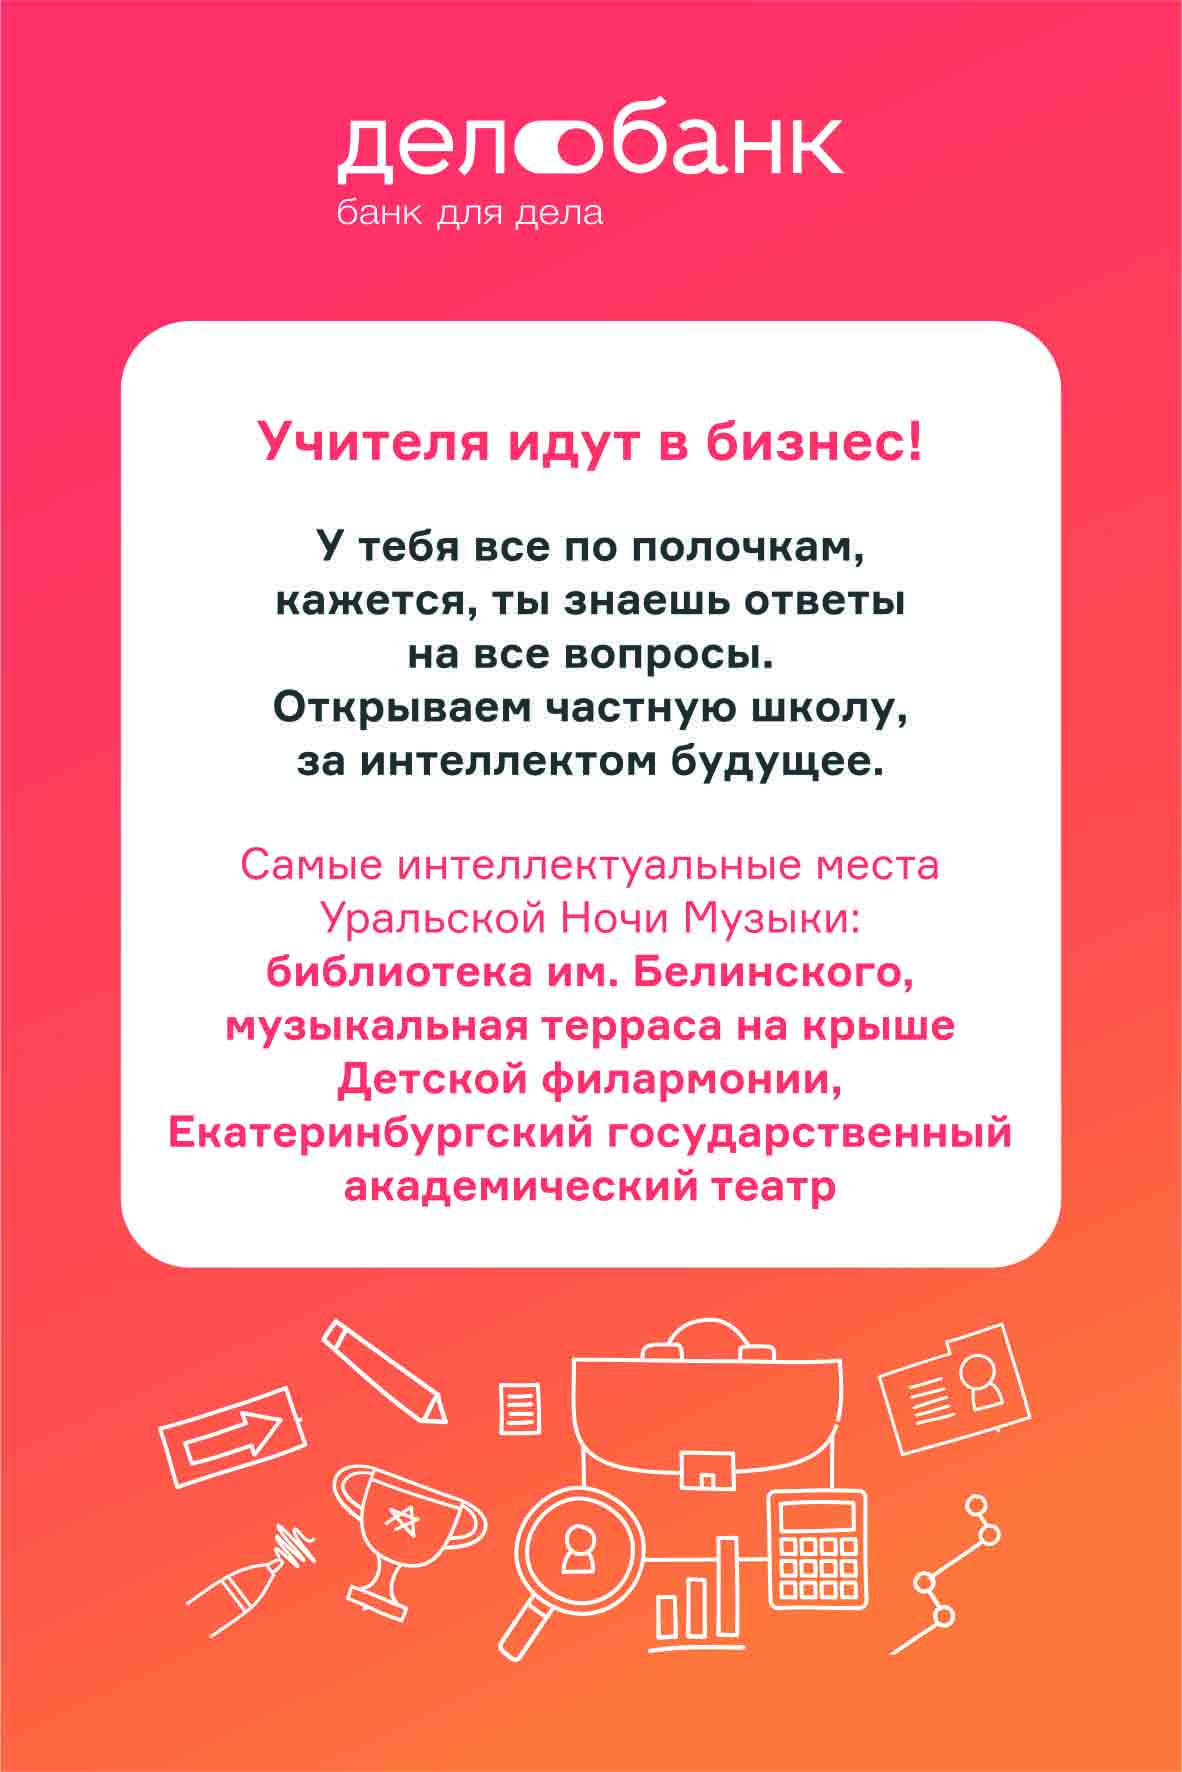 делобанк
банк для дела
Учителя идут в бизнес!
У тебя все по полочкам,
кажется, ты знаешь ответы
на все вопросы.
Открываем частную школу,
за интеллектом будущее.
Самые интеллектуальные места
Уральской Ночи Музыки:
библиотека им. Белинского,
музыкальная терраса на крыше
Детской филармонии,
Екатеринбургский государственный
академический театр